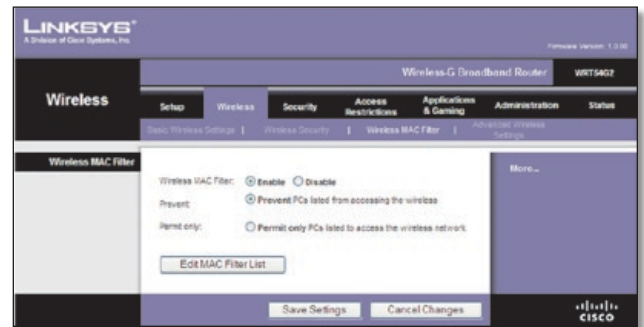 LINKSYS®
A Division of Cisco Systems, Inc.
Firmware Version: 1.0.00
Wireless-G Broadband Router WRT54G2
Wireless
Setup Wireless Security Access Restrictions Applications & Gaming Administration Status
Basic Wireless Settings | Wireless Security | Wireless MAC Filter | Advanced Wireless Settings
Wireless MAC Filter
More...
Wireless MAC Filter: Enable Disable
Prevent: Prevent PCs listed from accessing the wireless
Permit only: Permit only PCs listed to access the wireless network
Edit MAC Filter List
Save Settings Cancel Changes
CISCO